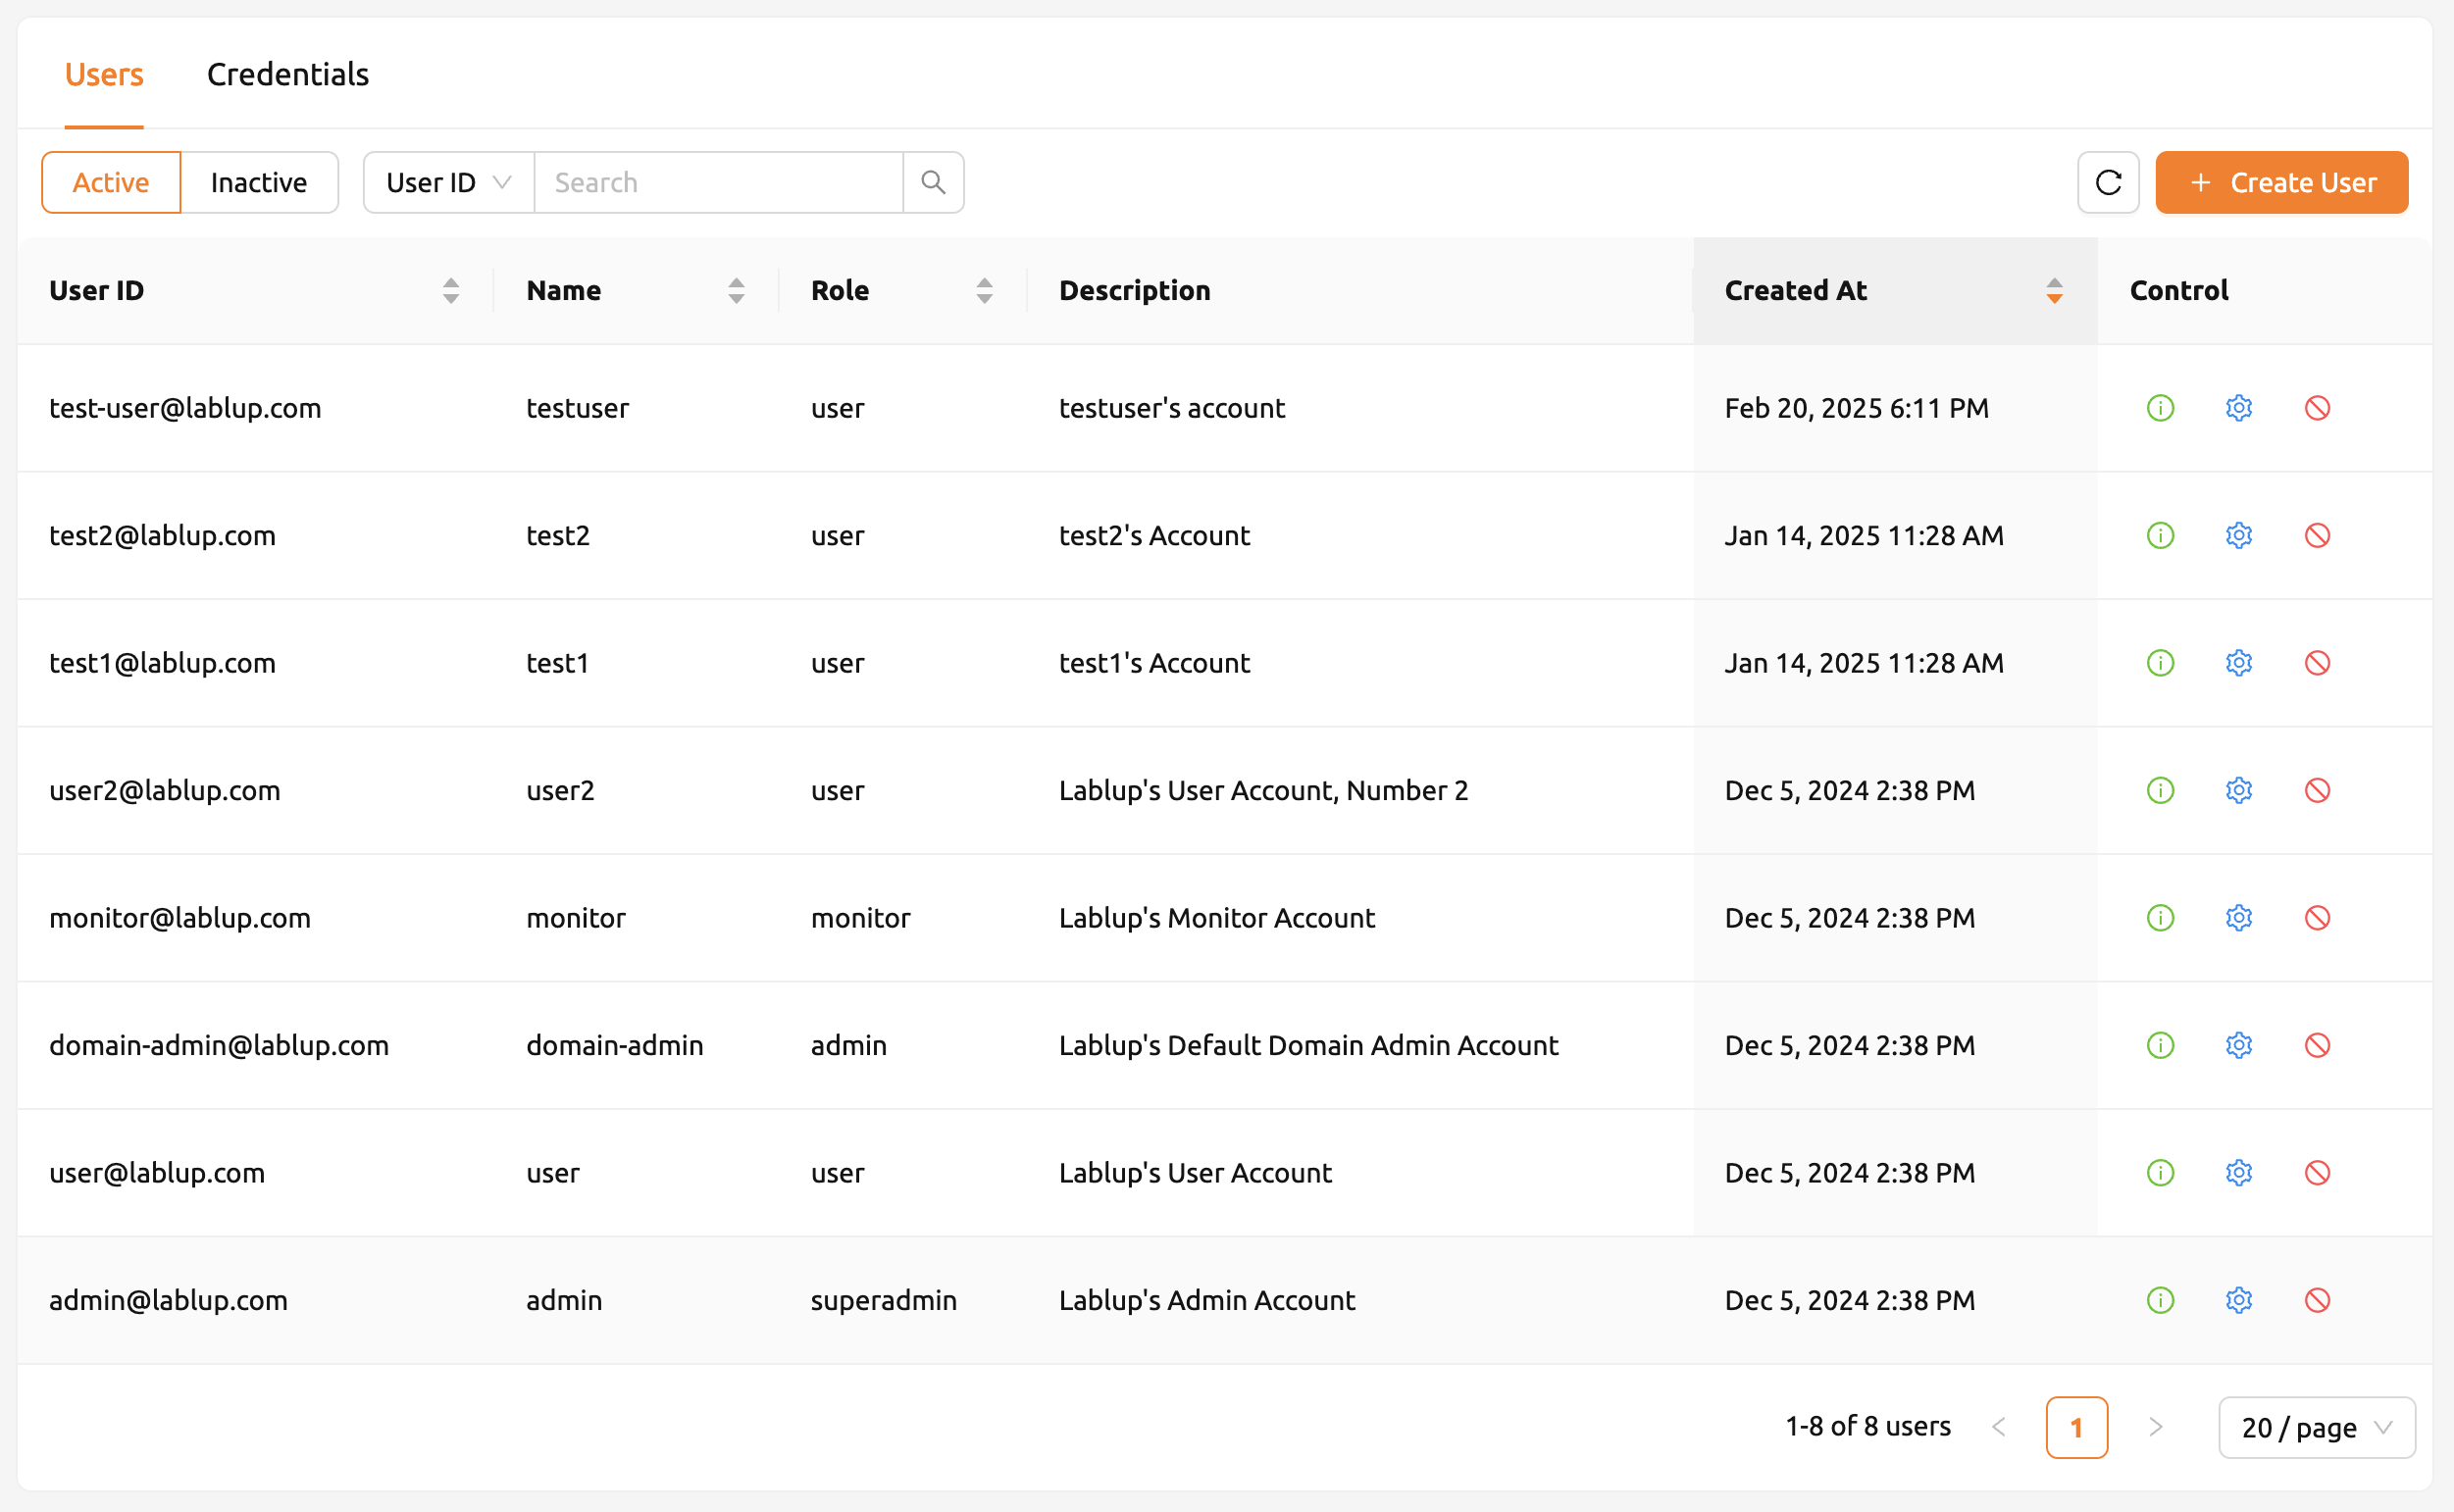 Users Credentials
Active Inactive User ID Search Create User
User ID Name Role Description Created At Control
test-user@lablup.com testuser user testuser's account Feb 20, 2025 6:11 PM
test2@lablup.com test2 user test2's Account Jan 14, 2025 11:28 AM
test1@lablup.com test1 user test1's Account Jan 14, 2025 11:28 AM
user2@lablup.com user2 user Lablup's User Account, Number 2 Dec 5, 2024 2:38 PM
monitor@lablup.com monitor monitor Lablup's Monitor Account Dec 5, 2024 2:38 PM
domain-admin@lablup.com domain-admin admin Lablup's Default Domain Admin Account Dec 5, 2024 2:38 PM
user@lablup.com user user Lablup's User Account Dec 5, 2024 2:38 PM
admin@lablup.com admin superadmin Lablup's Admin Account Dec 5, 2024 2:38 PM
1-8 of 8 users 1 20 / page